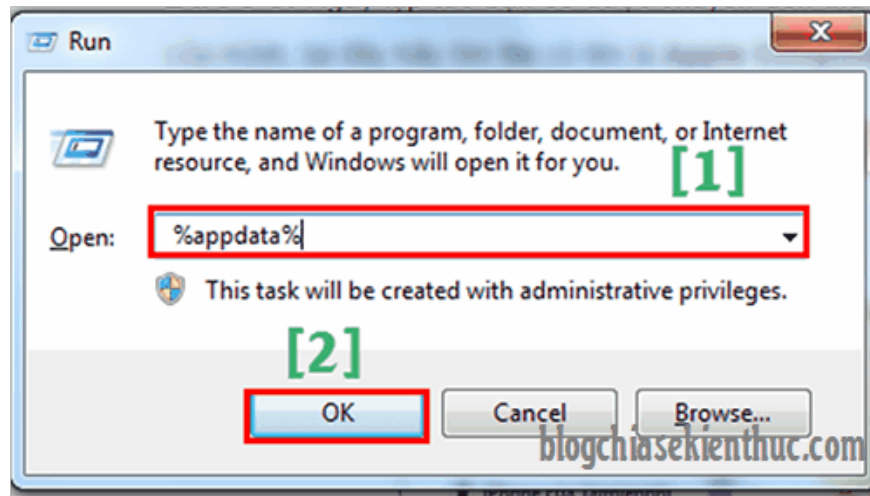 Run
Type the name of a program, folder, document, or Internet
resource, and Windows will open it for you.
[1]
Open: %appdata%
This task will be created with administrative privileges.
[2]
OK Cancel Browse...
blogchiasekienthuc.com